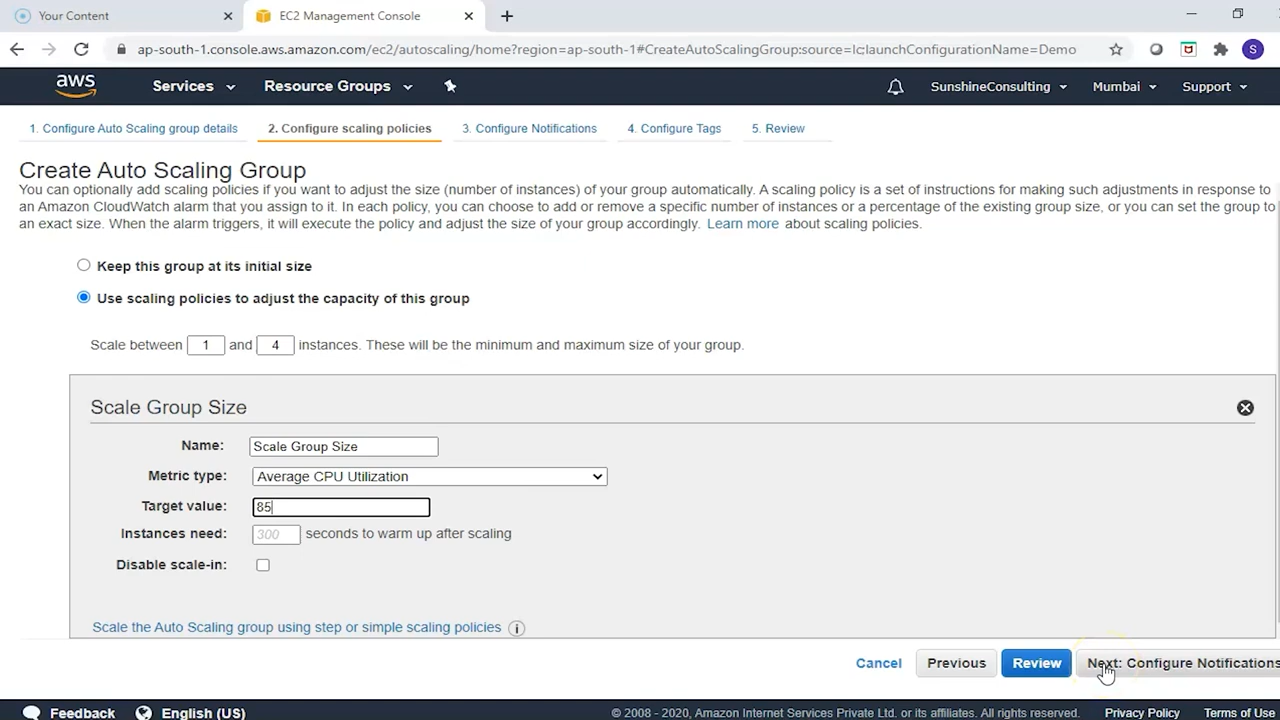 Your Content
EC2 Management Console
ap-south-1.console.aws.amazon.com/ec2/autoscaling/home?region=ap-south-1#CreateAutoScalingGroup:source=lc;launchConfigurationName=Demo
S
aws
Services
Resource Groups
SunshineConsulting
Mumbai
Support
1. Configure Auto Scaling group details
2. Configure scaling policies
3. Configure Notifications
4. Configure Tags
5. Review
Create Auto Scaling Group
You can optionally add scaling policies if you want to adjust the size (number of instances) of your group automatically. A scaling policy is a set of instructions for making such adjustments in response to
an Amazon CloudWatch alarm that you assign to it. In each policy, you can choose to add or remove a specific number of instances or a percentage of the existing group size, or you can set the group to
an exact size. When the alarm triggers, it will execute the policy and adjust the size of your group accordingly. Learn more about scaling policies.
Keep this group at its initial size
Use scaling policies to adjust the capacity of this group
Scale between 1 and 4 instances. These will be the minimum and maximum size of your group.
Scale Group Size
Name: Scale Group Size
Metric type: Average CPU Utilization
Target value: 85
Instances need: 300 seconds to warm up after scaling
Disable scale-in:
Scale the Auto Scaling group using step or simple scaling policies
Cancel
Previous
Review
Next: Configure Notifications
Feedback
English (US)
© 2008 - 2020, Amazon Internet Services Private Ltd. or its affiliates. All rights reserved.
Privacy Policy
Terms of Use